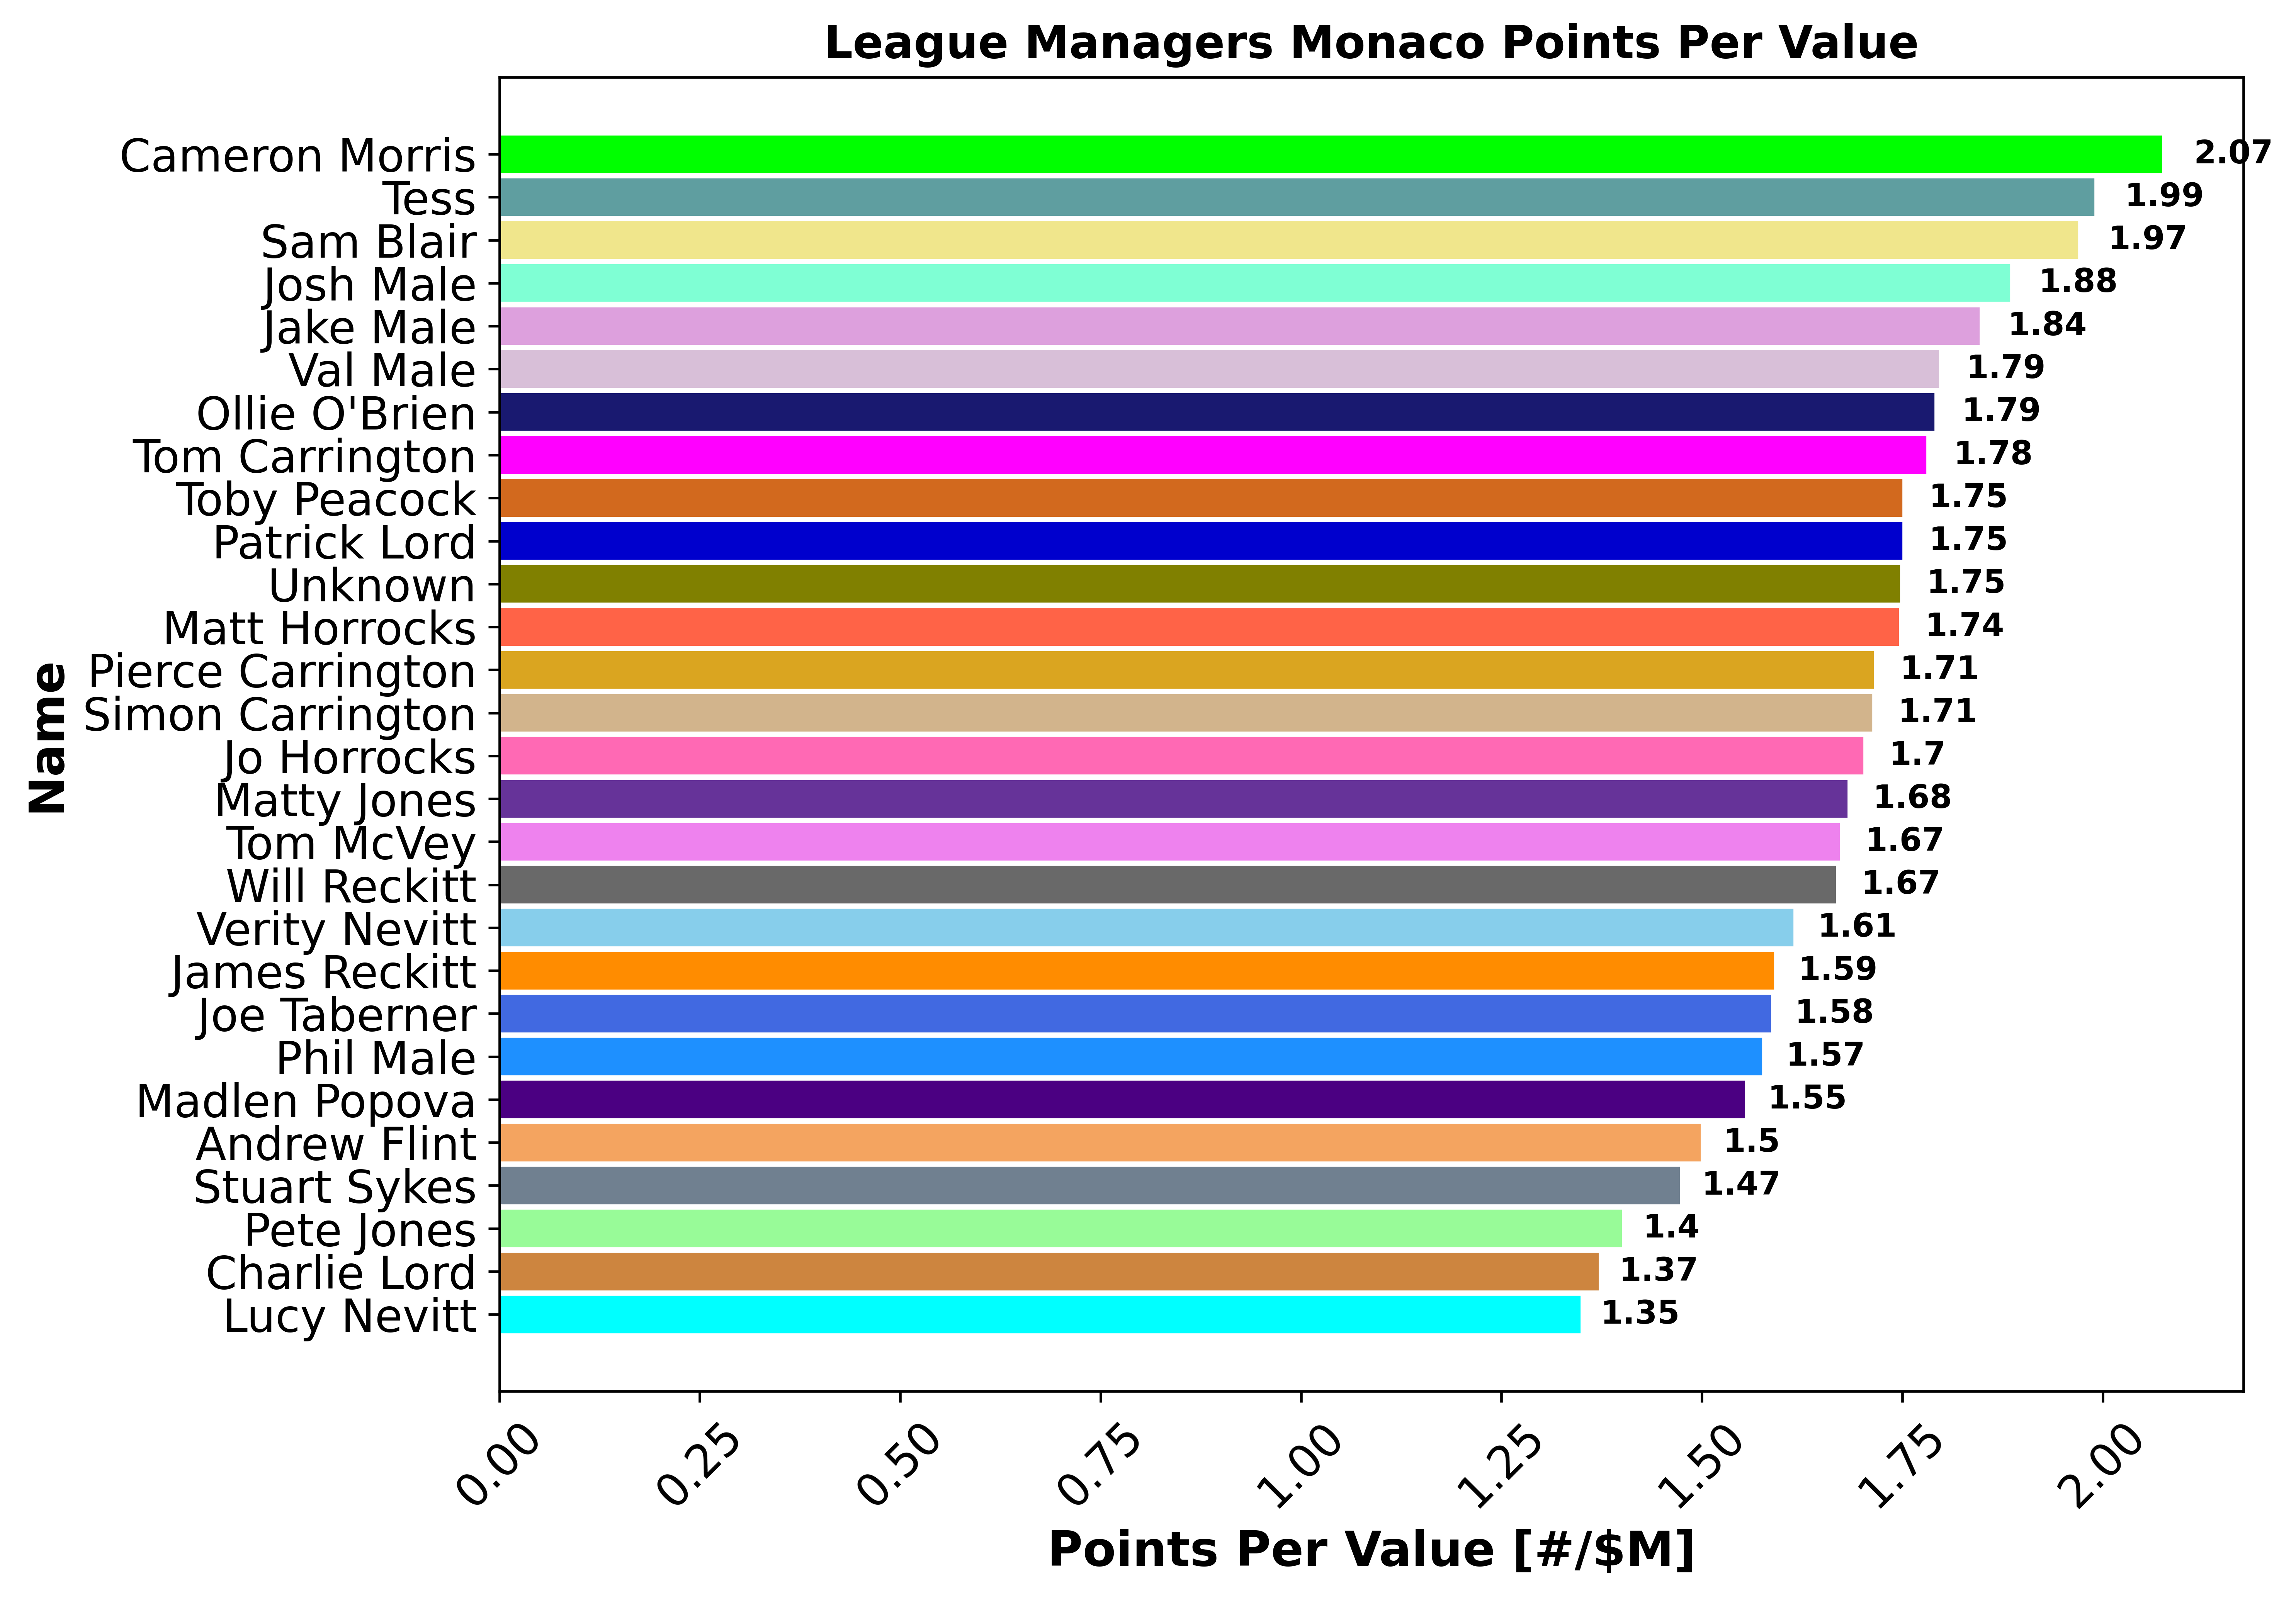 League Managers Monaco Points Per Value
Cameron Morris 2.07
Tess 1.99
Sam Blair 1.97
Josh Male 1.88
Jake Male 1.84
Val Male 1.79
Ollie O'Brien 1.79
Tom Carrington 1.78
Toby Peacock 1.75
Patrick Lord 1.75
Unknown 1.75
Matt Horrocks 1.74
Pierce Carrington 1.71
Simon Carrington 1.71
Jo Horrocks 1.7
Matty Jones 1.68
Tom McVey 1.67
Will Reckitt 1.67
Verity Nevitt 1.61
James Reckitt 1.59
Joe Taberner 1.58
Phil Male 1.57
Madlen Popova 1.55
Andrew Flint 1.5
Stuart Sykes 1.47
Pete Jones 1.4
Charlie Lord 1.37
Lucy Nevitt 1.35
Name
0.00 0.25 0.50 0.75 1.00 1.25 1.50 1.75 2.00
Points Per Value [#/$M]